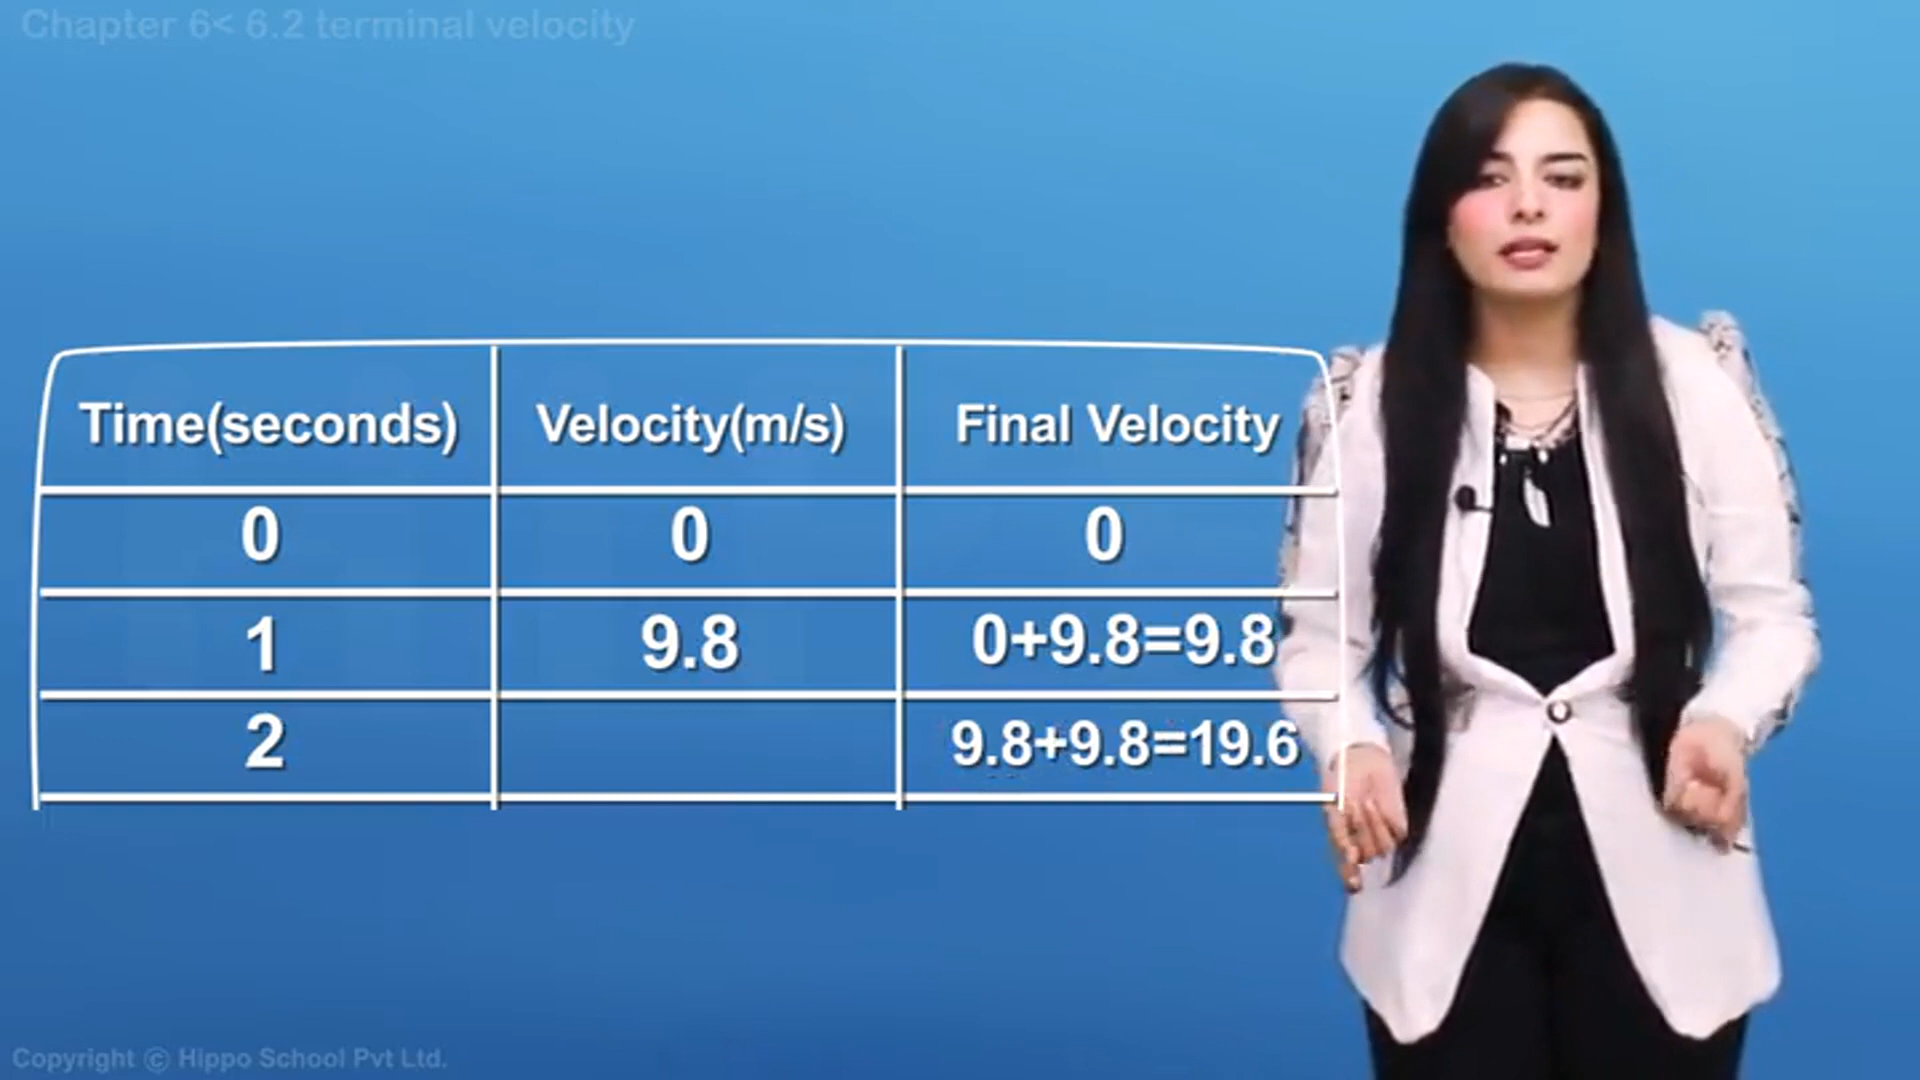 Chapter 6< 6.2 terminal velocity
Time(seconds) Velocity(m/s) Final Velocity
0 0 0
1 9.8 0+9.8=9.8
2 9.8+9.8=19.6
Copyright © Hippo School Pvt Ltd.